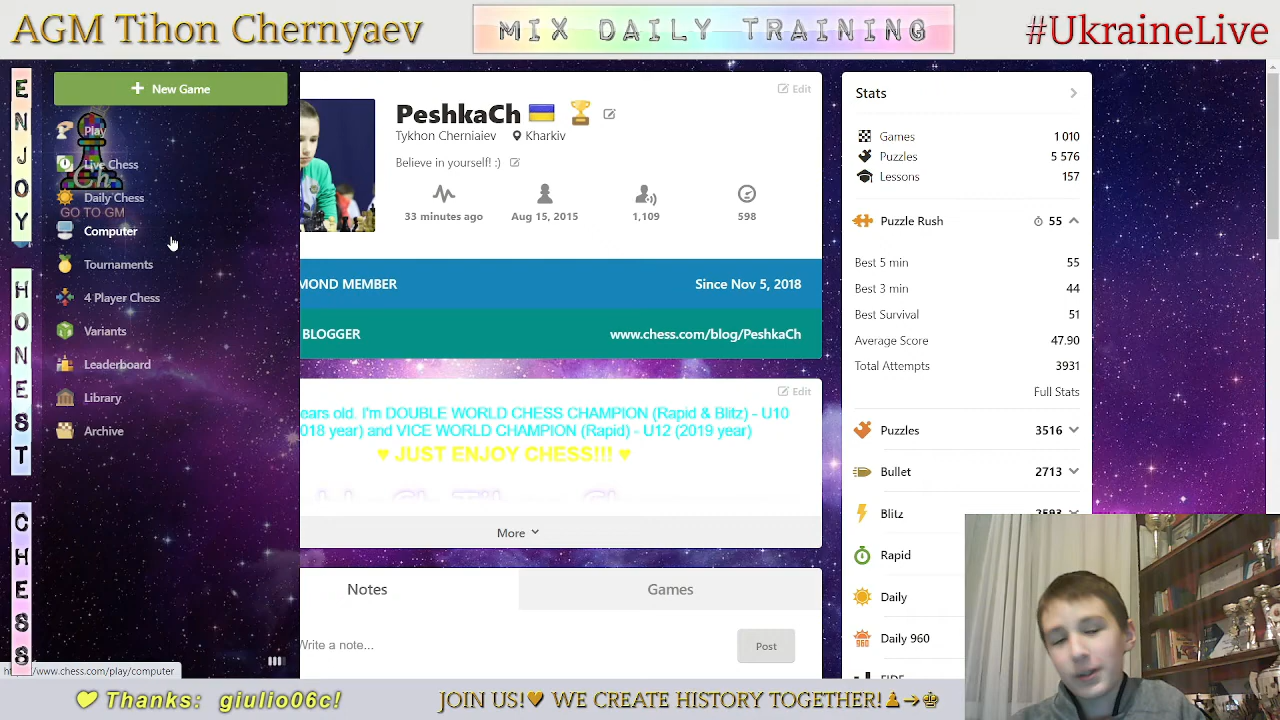 AGM Tihon Chernyaev
MIX DAILY TRAINING
#UkraineLive
ENJOY
HONEST
CHESS
New Game
Play
Live Chess
Daily Chess
GO TO GM
Computer
Tournaments
4 Player Chess
Variants
Leaderboard
Library
Archive
www.chess.com/play/computer
Edit
PeshkaCh
Tykhon Cherniaev Kharkiv
Believe in yourself! :)
33 minutes ago Aug 15, 2015 1,109 598
MOND MEMBER Since Nov 5, 2018
BLOGGER www.chess.com/blog/PeshkaCh
Edit
ears old. I'm DOUBLE WORLD CHESS CHAMPION (Rapid & Blitz) - U10
018 year) and VICE WORLD CHAMPION (Rapid) - U12 (2019 year)
♥ JUST ENJOY CHESS!!! ♥
More
Notes Games
Write a note... Post
Stats
Games 1 010
Puzzles 5 576
Lessons 157
Puzzle Rush 55
Best 5 min 55
Best 3 min 44
Best Survival 51
Average Score 47.90
Total Attempts 3931
Full Stats
Puzzles 3516
Bullet 2713
Blitz
Rapid
Daily
Daily 960
Thanks: giulio06c!
JOIN US!♥ WE CREATE HISTORY TOGETHER!♟→♚